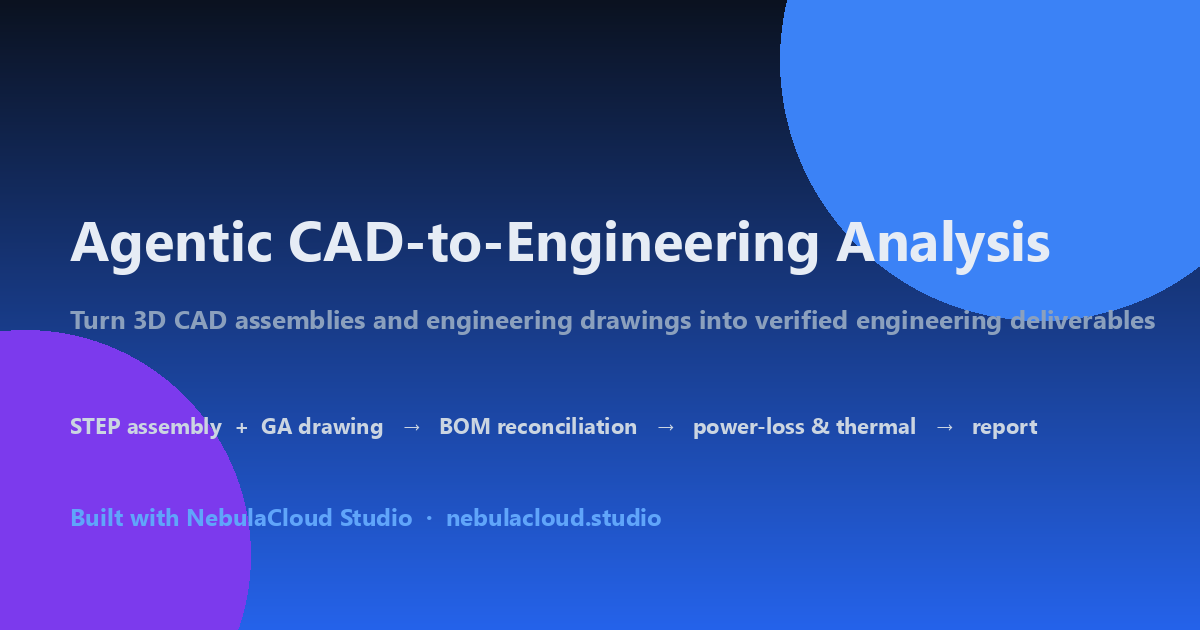 Agentic CAD-to-Engineering Analysis
Turn 3D CAD assemblies and engineering drawings into verified engineering deliverables
STEP assembly + GA drawing → BOM reconciliation → power-loss & thermal → report
Built with NebulaCloud Studio · nebulacloud.studio